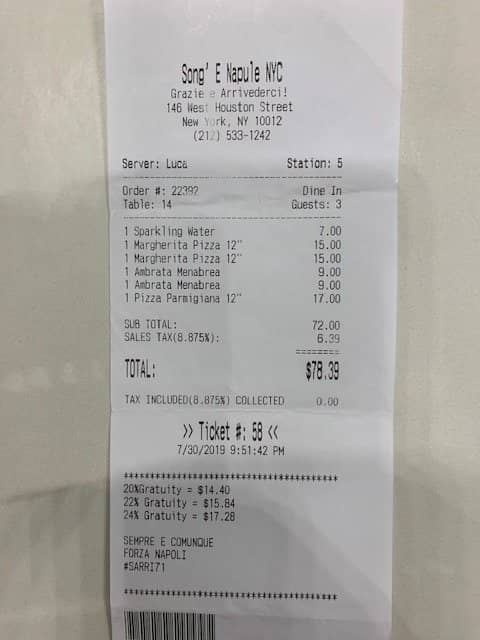 Song' E Napule NYC
Grazie e Arrivederci!
146 West Houston Street
New York, NY 10012
(212) 533-1242
Server: Luca Station: 5
Order #: 22392 Dine In
Table: 14 Guests: 3
1 Sparkling Water 7.00
1 Margherita Pizza 12" 15.00
1 Margherita Pizza 12" 15.00
1 Ambrata Menabrea 9.00
1 Ambrata Menabrea 9.00
1 Pizza Parmigiana 12" 17.00
SUB TOTAL: 72.00
SALES TAX(8.875%): 6.39
========
TOTAL: $78.39
TAX INCLUDED(8.875%) COLLECTED 0.00
>> Ticket #: 58 <<
7/30/2019 9:51:42 PM
***************************************
20%Gratuity = $14.40
22% Gratuity = $15.84
24% Gratuity = $17.28
SEMPRE E COMUNQUE
FORZA NAPOLI
#SARRI71
***************************************